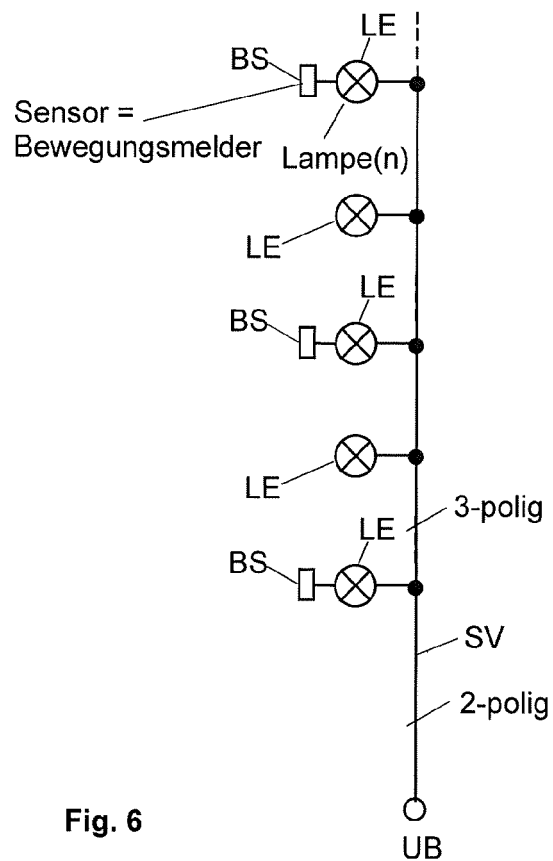 LE
BS
Sensor =
Bewegungsmelder
Lampe(n)
LE
LE
BS
LE
3-polig
LE
BS
SV
2-polig
Fig. 6
UB